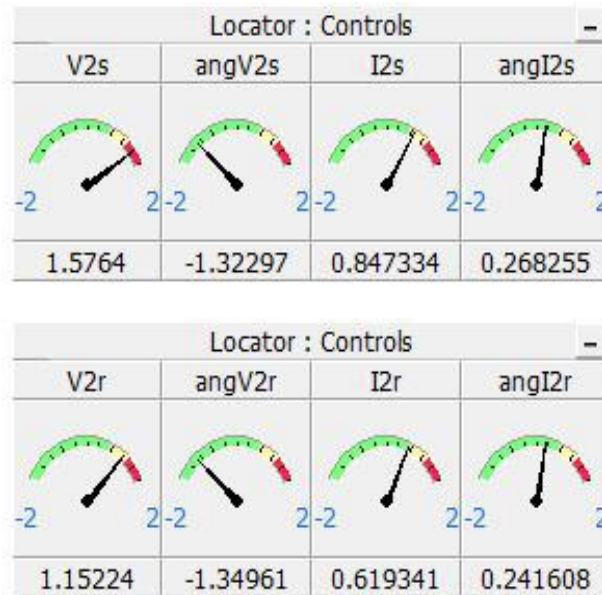 Locator : Controls
V2s angV2s I2s angI2s
-2 2 -2 2 -2 2 -2 2
1.5764 -1.32297 0.847334 0.268255
Locator : Controls
V2r angV2r I2r angI2r
-2 2 -2 2 -2 2 -2 2
1.15224 -1.34961 0.619341 0.241608